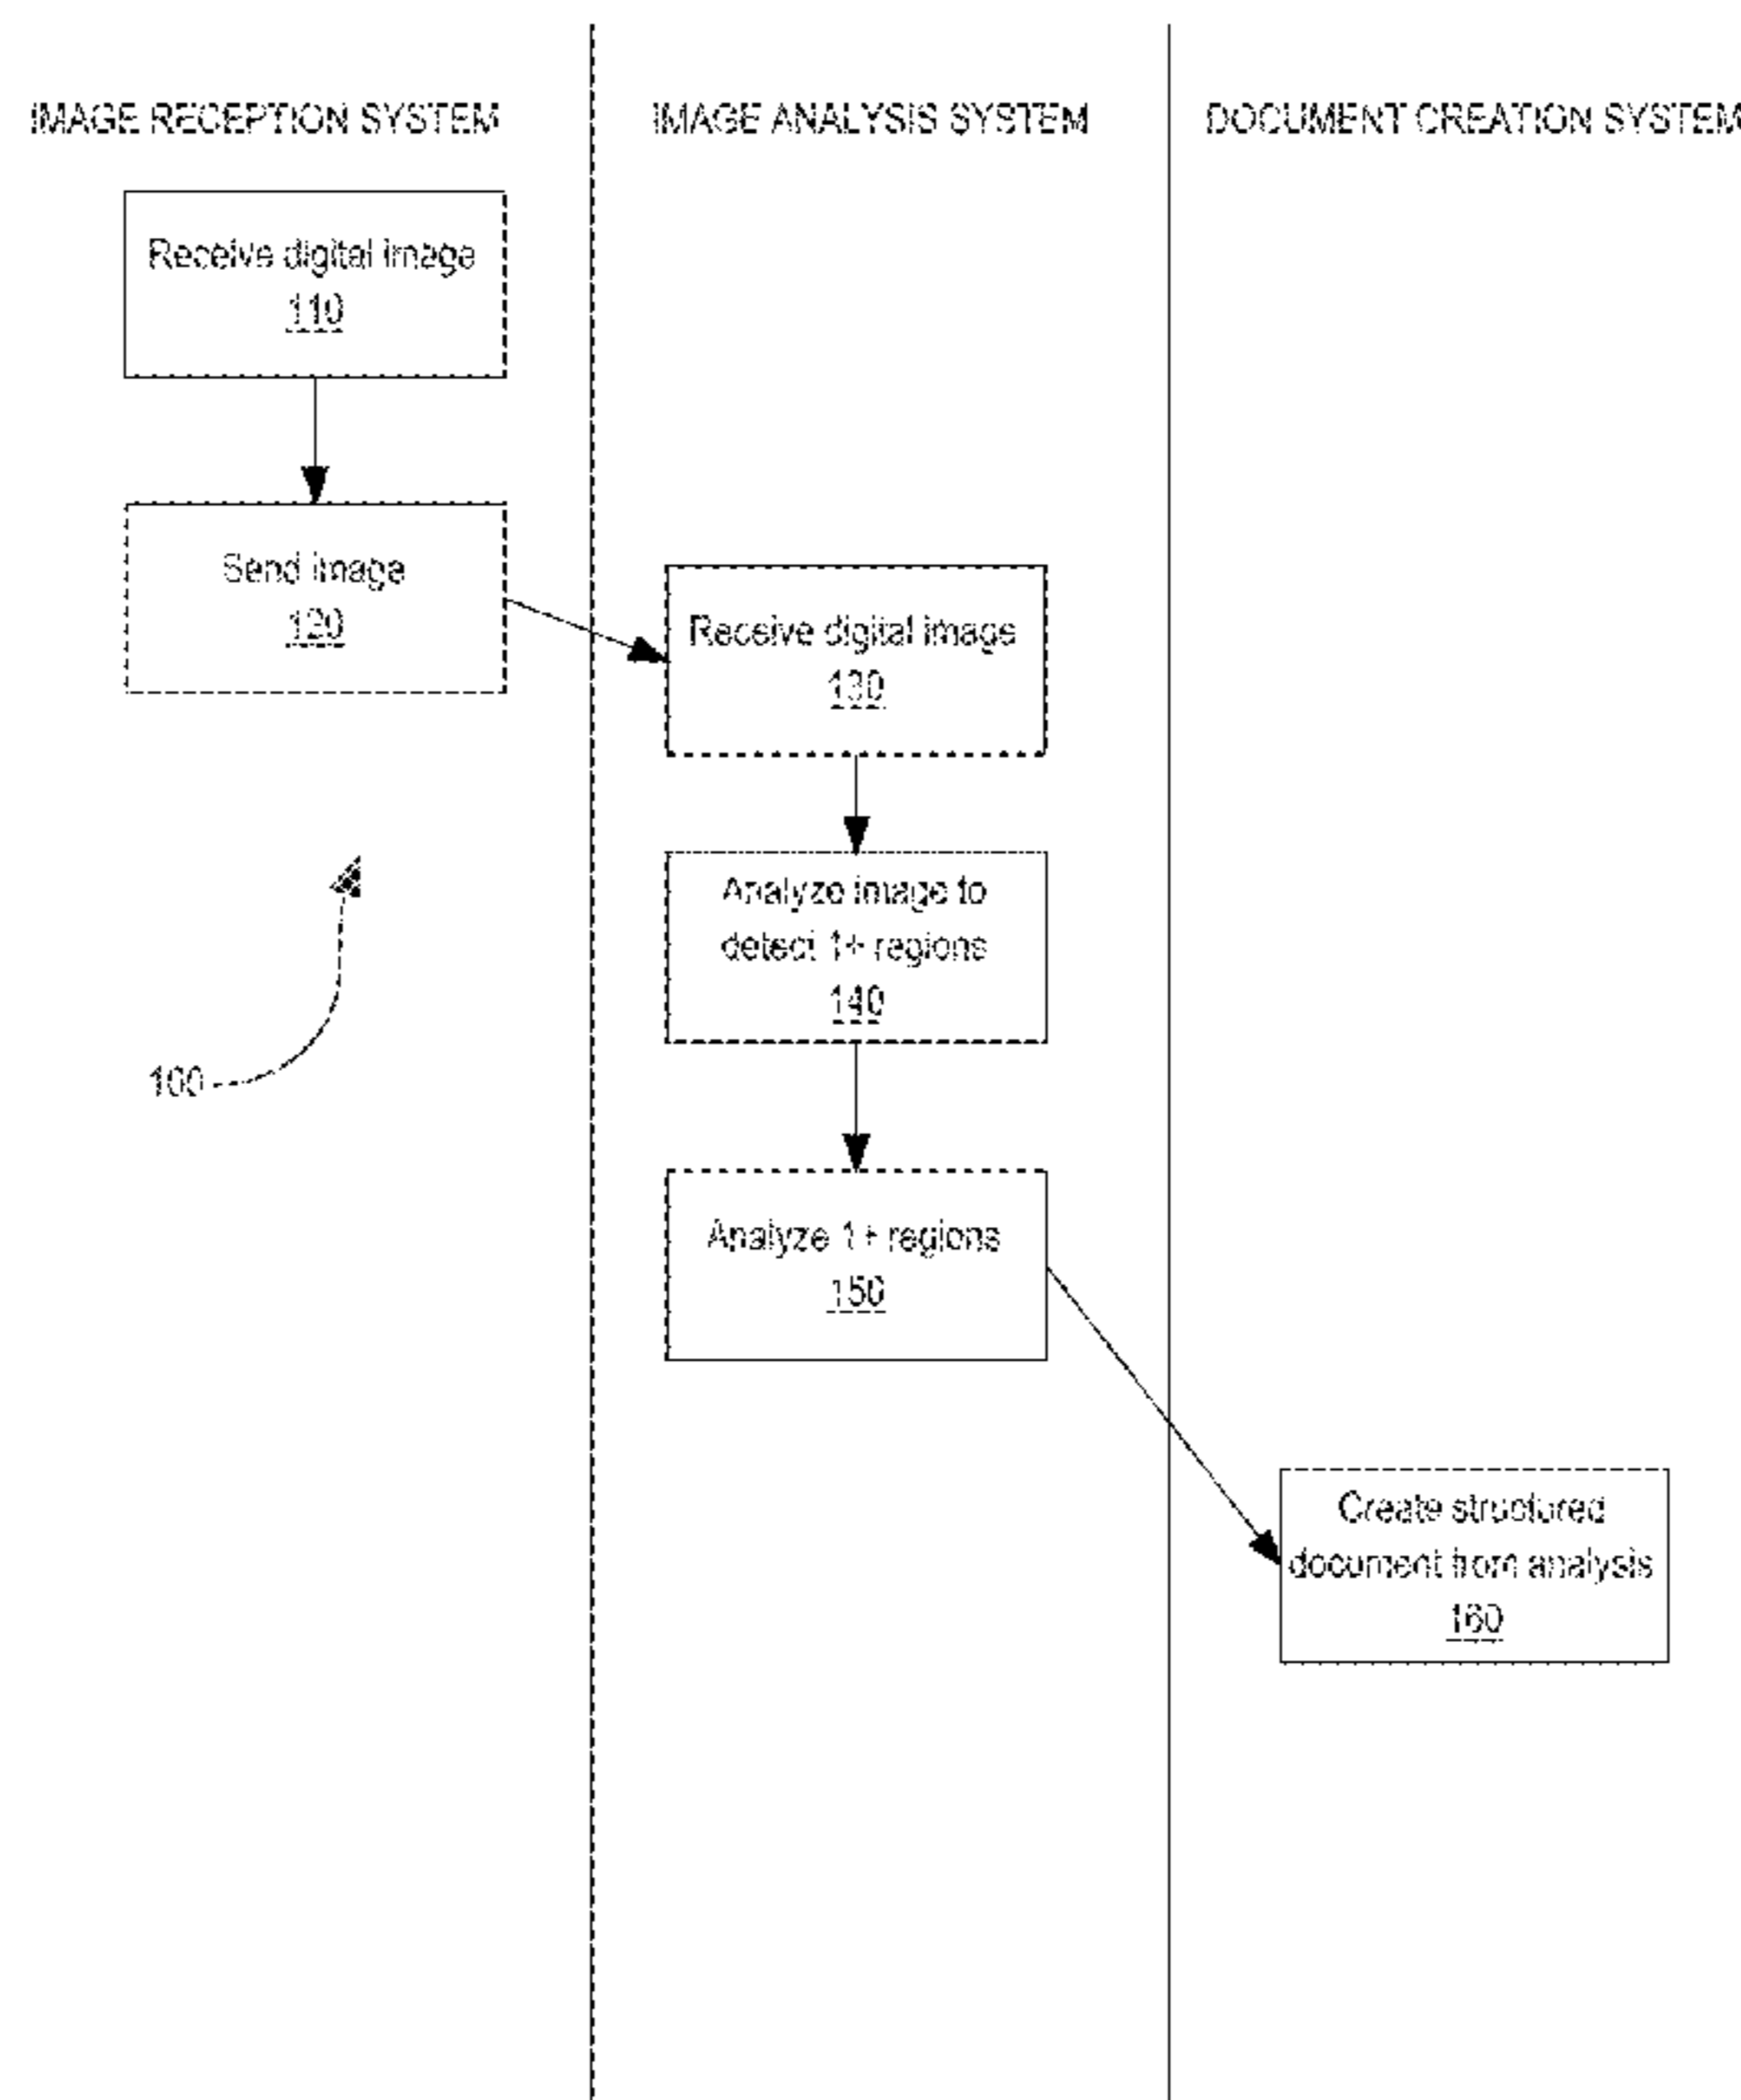 IMAGE RECEPTION SYSTEM
IMAGE ANALYSIS SYSTEM
DOCUMENT CREATION SYSTEM
Receive digital image
110
Send image
120
Receive digital image
130
Analyze image to
detect 1+ regions
140
100
Analyze 1+ regions
150
Create structured
document from analysis
160